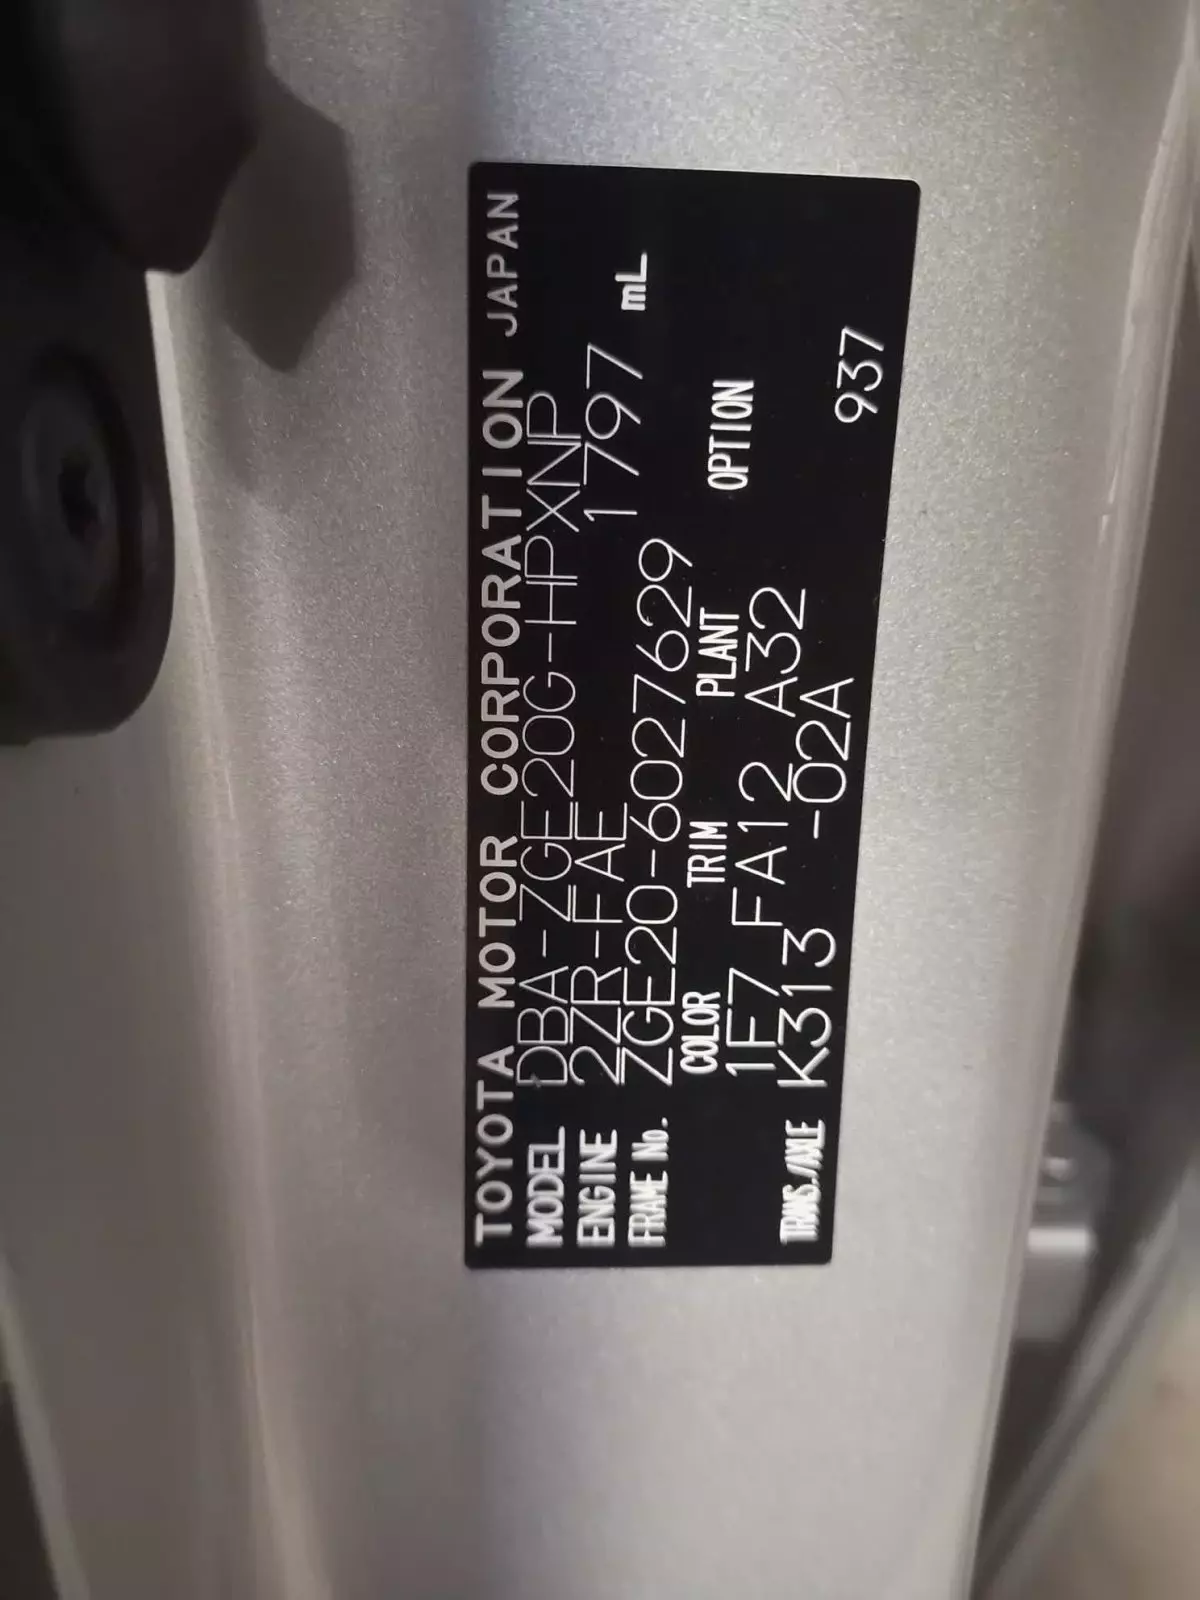 TOYOTA MOTOR CORPORATION JAPAN
MODEL DBA-ZGE20G-HPXNP
ENGINE 2ZR-FAE 1797 mL
FRAME No. ZGE20-6027629
COLOR TRIM PLANT OPTION
1F7 FA12 A32
TRANS./AXLE K313 -02A
937